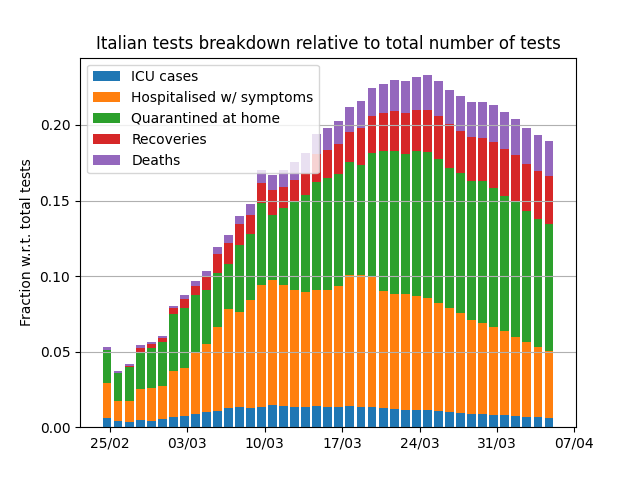 Italian tests breakdown relative to total number of tests
ICU cases
Hospitalised w/ symptoms
Quarantined at home
Recoveries
Deaths
Fraction w.r.t. total tests
0.20
0.15
0.10
0.05
0.00
25/02 03/03 10/03 17/03 24/03 31/03 07/04